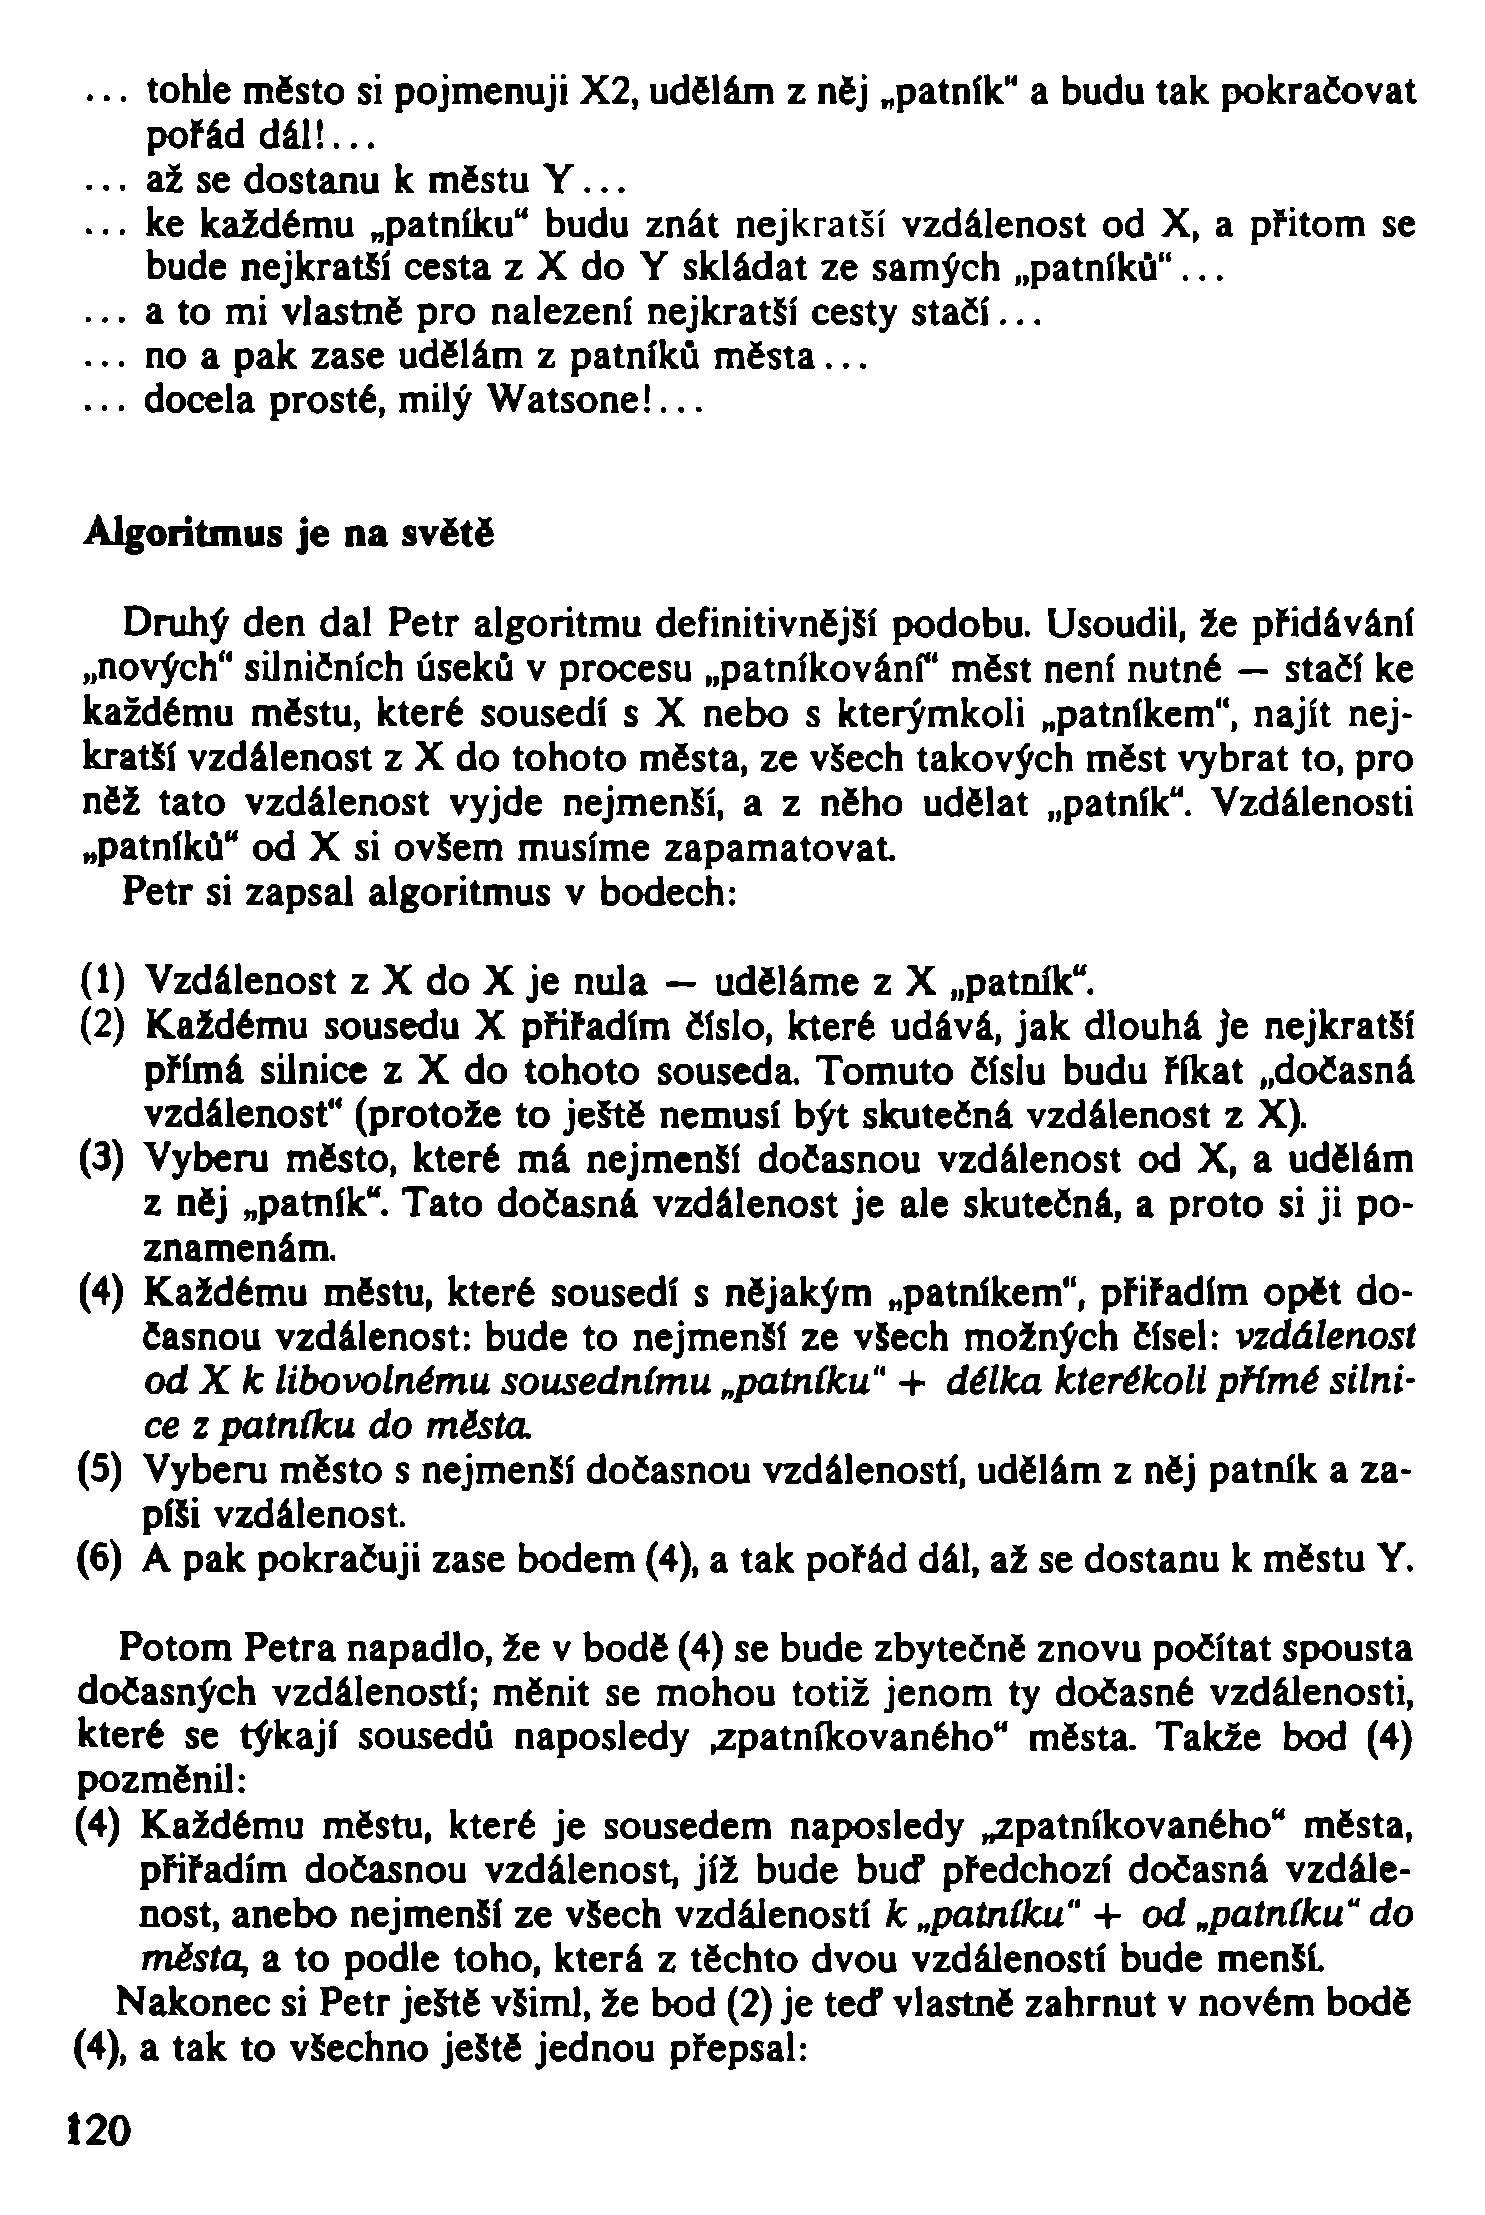 ... tohle město si pojmenuji X2, udělám z něj „patník“ a budu tak pokračovat
pořád dál!...
... až se dostanu k městu Y...
... ke každému „patníku“ budu znát nejkratší vzdálenost od X, a přitom se
bude nejkratší cesta z X do Y skládat ze samých „patníků“...
... a to mi vlastně pro nalezení nejkratší cesty stačí...
... no a pak zase udělám z patníků města...
... docela prosté, milý Watsone!...
Algoritmus je na světě
Druhý den dal Petr algoritmu definitivnější podobu. Usoudil, že přidávání
„nových“ silničních úseků v procesu „patníkování“ měst není nutné — stačí ke
každému městu, které sousedí s X nebo s kterýmkoli „patníkem“, najít nej-
kratší vzdálenost z X do tohoto města, ze všech takových měst vybrat to, pro
něž tato vzdálenost vyjde nejmenší, a z něho udělat „patník“. Vzdálenosti
„patníků“ od X si ovšem musíme zapamatovat.
Petr si zapsal algoritmus v bodech:
(1) Vzdálenost z X do X je nula — uděláme z X „patník“.
(2) Každému sousedu X přiřadím číslo, které udává, jak dlouhá je nejkratší
přímá silnice z X do tohoto souseda. Tomuto číslu budu říkat „dočasná
vzdálenost“ (protože to ještě nemusí být skutečná vzdálenost z X).
(3) Vyberu město, které má nejmenší dočasnou vzdálenost od X, a udělám
z něj „patník“. Tato dočasná vzdálenost je ale skutečná, a proto si ji po-
znamenám.
(4) Každému městu, které sousedí s nějakým „patníkem“, přiřadím opět do-
časnou vzdálenost: bude to nejmenší ze všech možných čísel: vzdálenost
od X k libovolnému sousednímu „patníku“ + délka kterékoli přímé silni-
ce z patníku do města.
(5) Vyberu město s nejmenší dočasnou vzdáleností, udělám z něj patník a za-
píši vzdálenost.
(6) A pak pokračuji zase bodem (4), a tak pořád dál, až se dostanu k městu Y.
Potom Petra napadlo, že v bodě (4) se bude zbytečně znovu počítat spousta
dočasných vzdáleností; měnit se mohou totiž jenom ty dočasné vzdálenosti,
které se týkají sousedů naposledy „zpatníkovaného“ města. Takže bod (4)
pozměnil:
(4) Každému městu, které je sousedem naposledy „zpatníkovaného“ města,
přiřadím dočasnou vzdálenost, jíž bude buď předchozí dočasná vzdále-
nost, anebo nejmenší ze všech vzdáleností k „patníku“ + od „patníku“ do
města, a to podle toho, která z těchto dvou vzdáleností bude menší.
Nakonec si Petr ještě všiml, že bod (2) je teď vlastně zahrnut v novém bodě
(4), a tak to všechno ještě jednou přepsal:
120